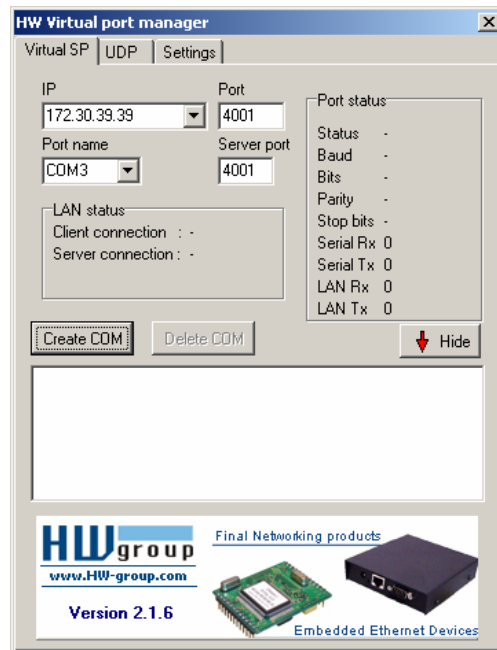 HW Virtual port manager
Virtual SP UDP Settings
IP Port
172.30.39.39 4001
Port name Server port
COM3 4001
LAN status
Client connection : -
Server connection : -
Port status
Status -
Baud -
Bits -
Parity -
Stop bits -
Serial Rx 0
Serial Tx 0
LAN Rx 0
LAN Tx 0
Create COM Delete COM Hide
HW group
www.HW-group.com
Version 2.1.6
Final Networking products
Embedded Ethernet Devices